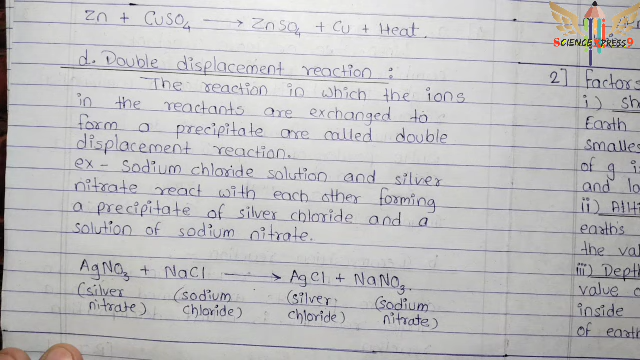 Zn + CuSO4 → ZnSO4 + Cu + Heat.
SCIENCE XPRESS 9
d. Double displacement reaction :
The reaction in which the ions
in the reactants are exchanged to
form a precipitate are called double
displacement reaction.
ex - Sodium chloride solution and silver
nitrate react with each other forming
a precipitate of silver chloride and a
solution of sodium nitrate.
AgNO3 + NaCl → AgCl + NaNO3.
(silver nitrate) (sodium chloride) (silver chloride) (sodium nitrate)
2] Factors
i) Sh
Earth
smalles
of g i
and la
ii) Alti
earth's
the val
iii) Depth
value o
inside
of earth